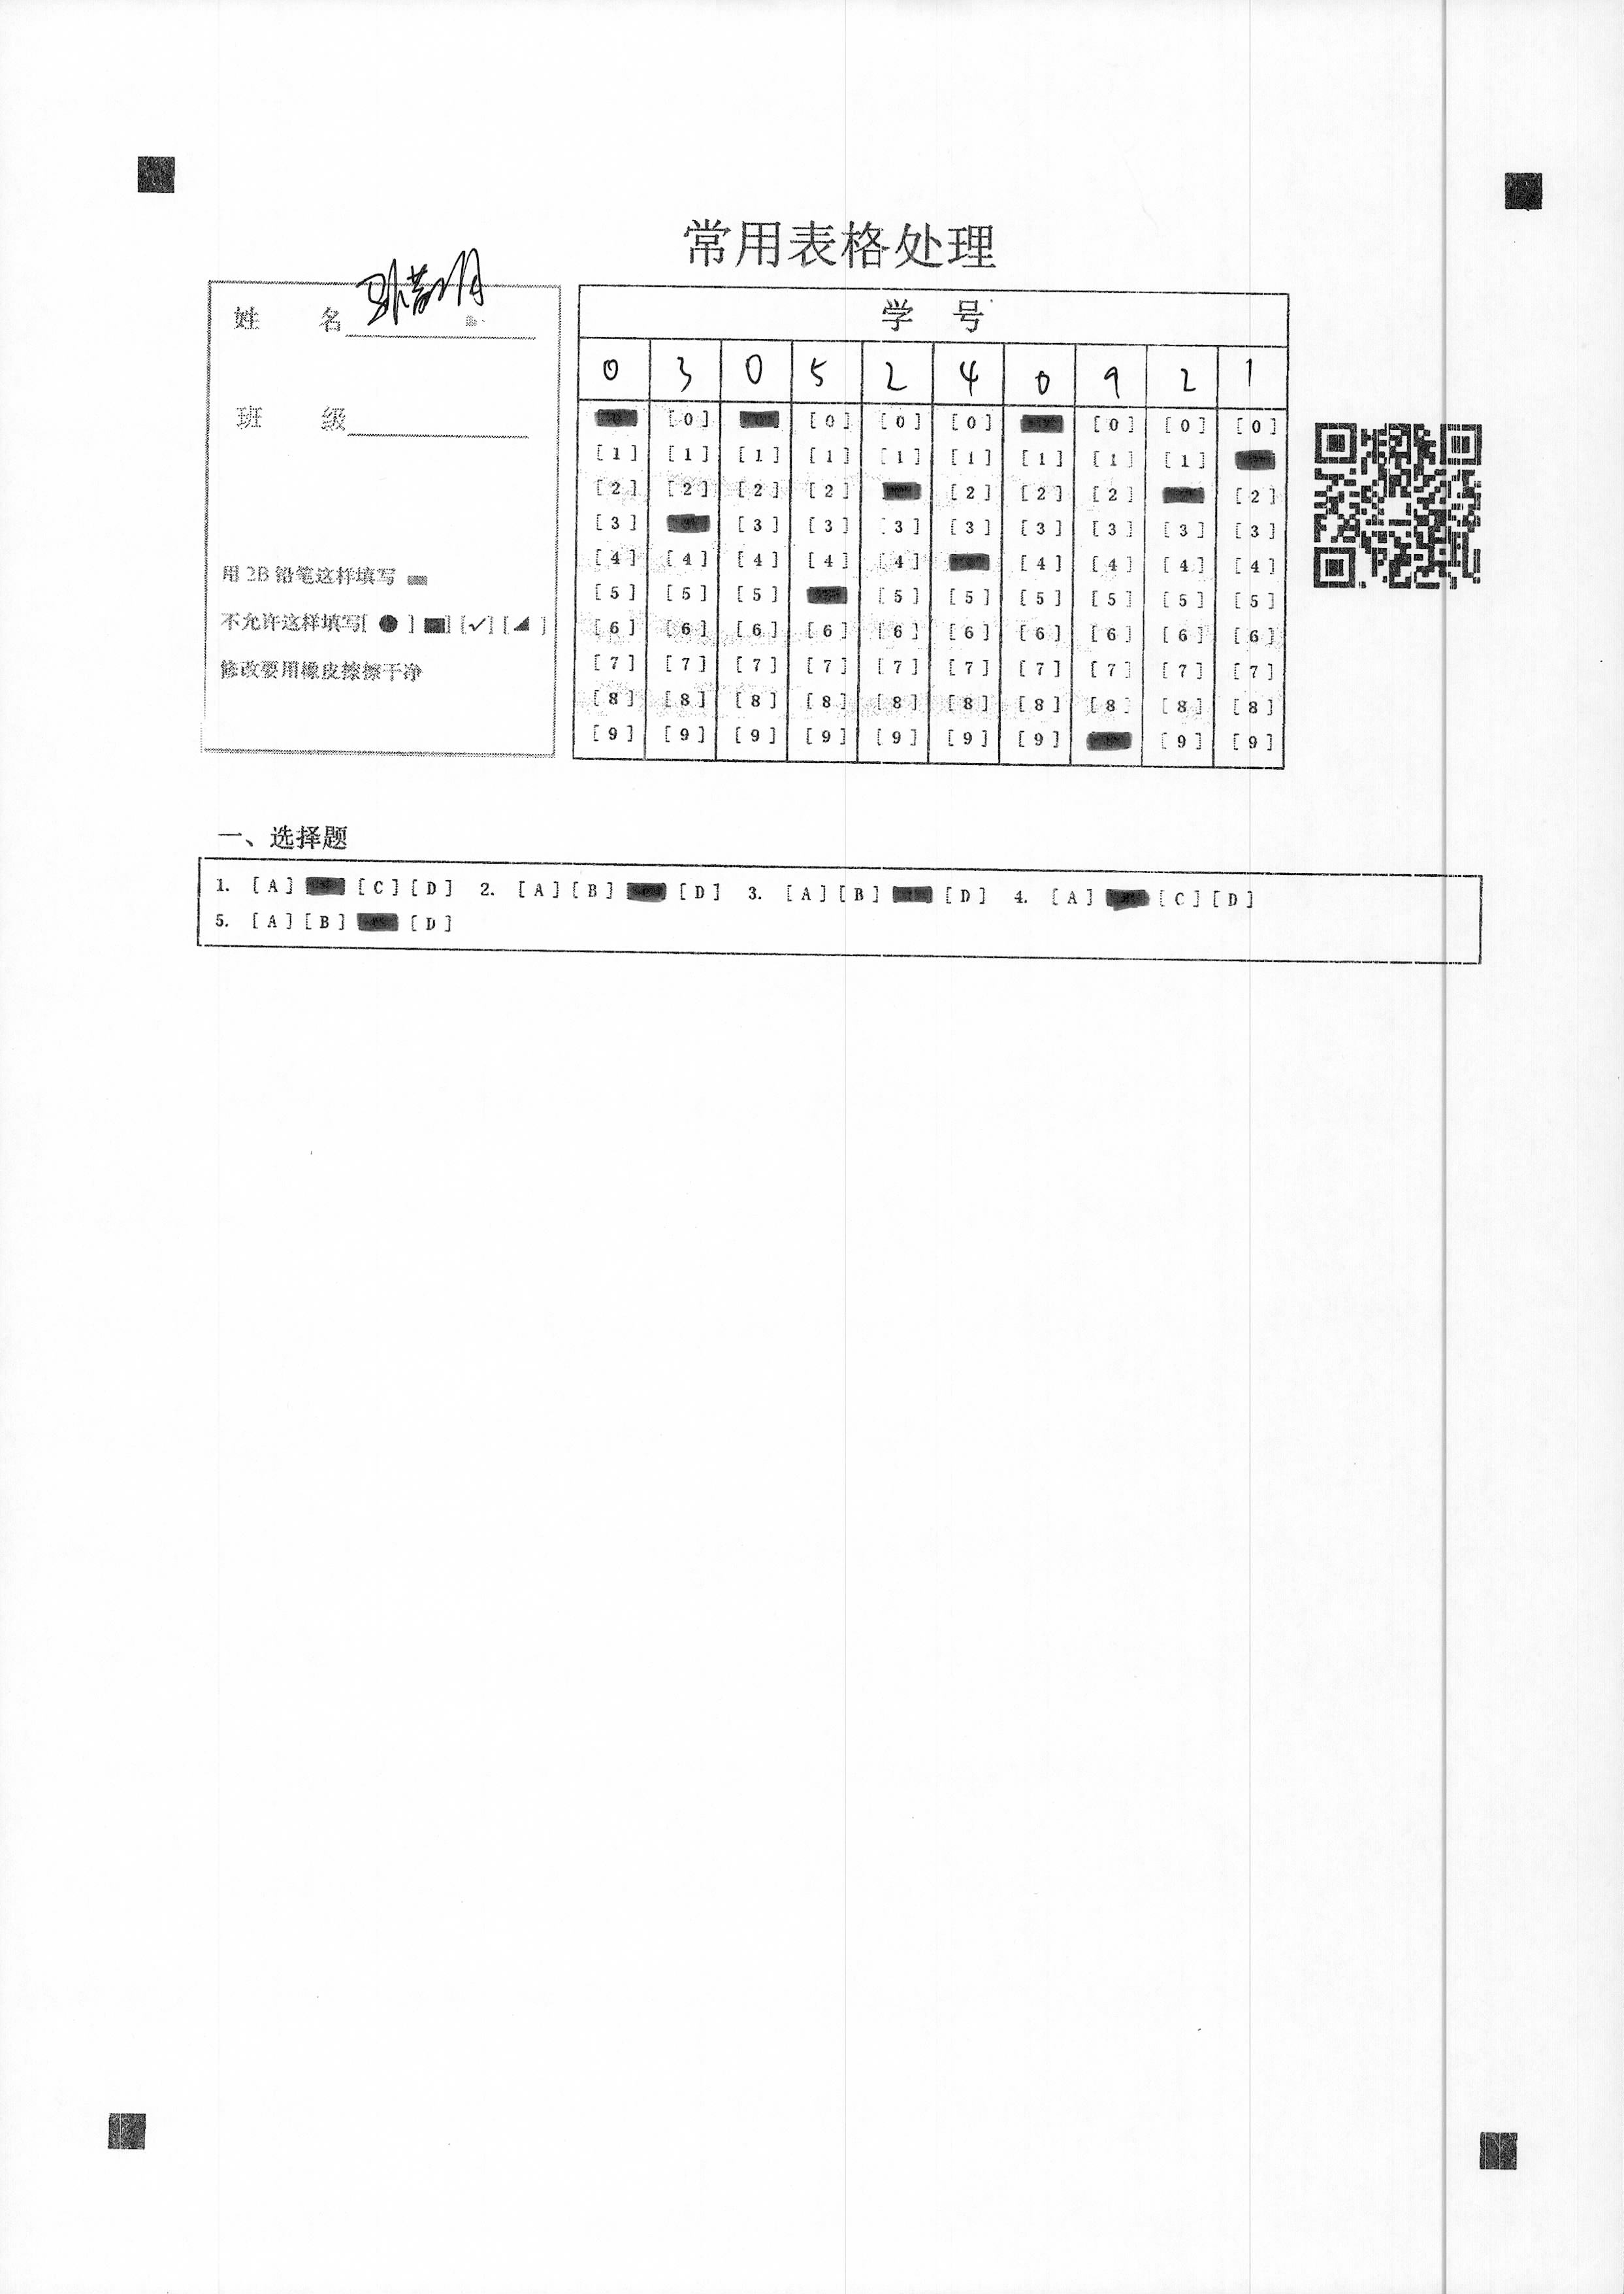 常用表格处理
姓 名
班 级
用 2B 铅笔这样填写
不允许这样填写[ ● ] [■] [✓] [◢ ]
修改要用橡皮擦擦干净
学 号
0 3 0 5 2 4 0 9 2 1
[0] [0] [0] [0] [0] [0] [0]
[1] [1] [1] [1] [1] [1] [1] [1] [1]
[2] [2] [2] [2] [2] [2] [2] [2]
[3] [3] [3] [3] [3] [3] [3] [3] [3]
[4] [4] [4] [4] [4] [4] [4] [4] [4]
[5] [5] [5] [5] [5] [5] [5] [5] [5]
[6] [6] [6] [6] [6] [6] [6] [6] [6] [6]
[7] [7] [7] [7] [7] [7] [7] [7] [7] [7]
[8] [8] [8] [8] [8] [8] [8] [8] [8] [8]
[9] [9] [9] [9] [9] [9] [9] [9] [9]
一、选择题
1. [A] [C] [D] 2. [A] [B] [D] 3. [A] [B] [D] 4. [A] [C] [D]
5. [A] [B] [D]